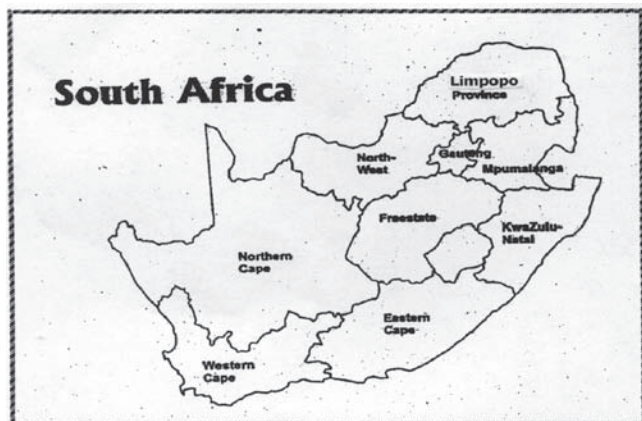 South Africa
Limpopo
Province
North-
West
Gauteng
Mpumalanga
Freestate
KwaZulu-
Natal
Northern
Cape
Eastern
Cape
Western
Cape